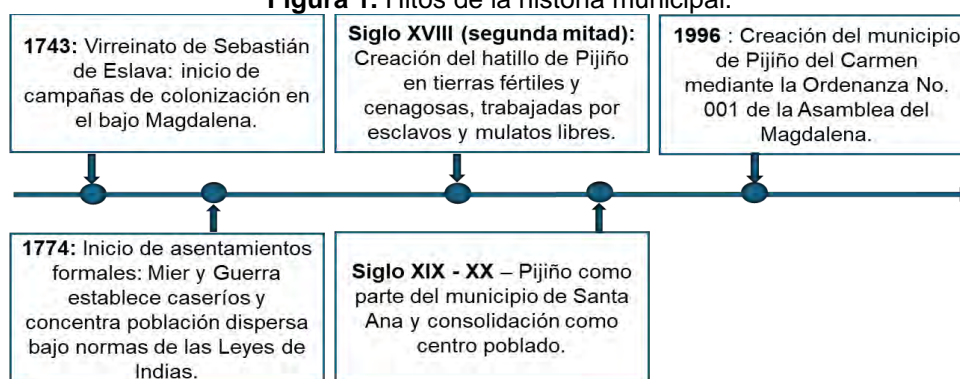 Figura 1. Hitos de la historia municipal.
1743: Virreinato de Sebastián
de Eslava: inicio de
campañas de colonización en
el bajo Magdalena.
Siglo XVIII (segunda mitad):
Creación del hatillo de Pijiño
en tierras fértiles y
cenagosas, trabajadas por
esclavos y mulatos libres.
1996 : Creación del municipio
de Pijiño del Carmen
mediante la Ordenanza No.
001 de la Asamblea del
Magdalena.
1774: Inicio de asentamientos
formales: Mier y Guerra
establece caseríos y
concentra población dispersa
bajo normas de las Leyes de
Indias.
Siglo XIX - XX – Pijiño como
parte del municipio de Santa
Ana y consolidación como
centro poblado.